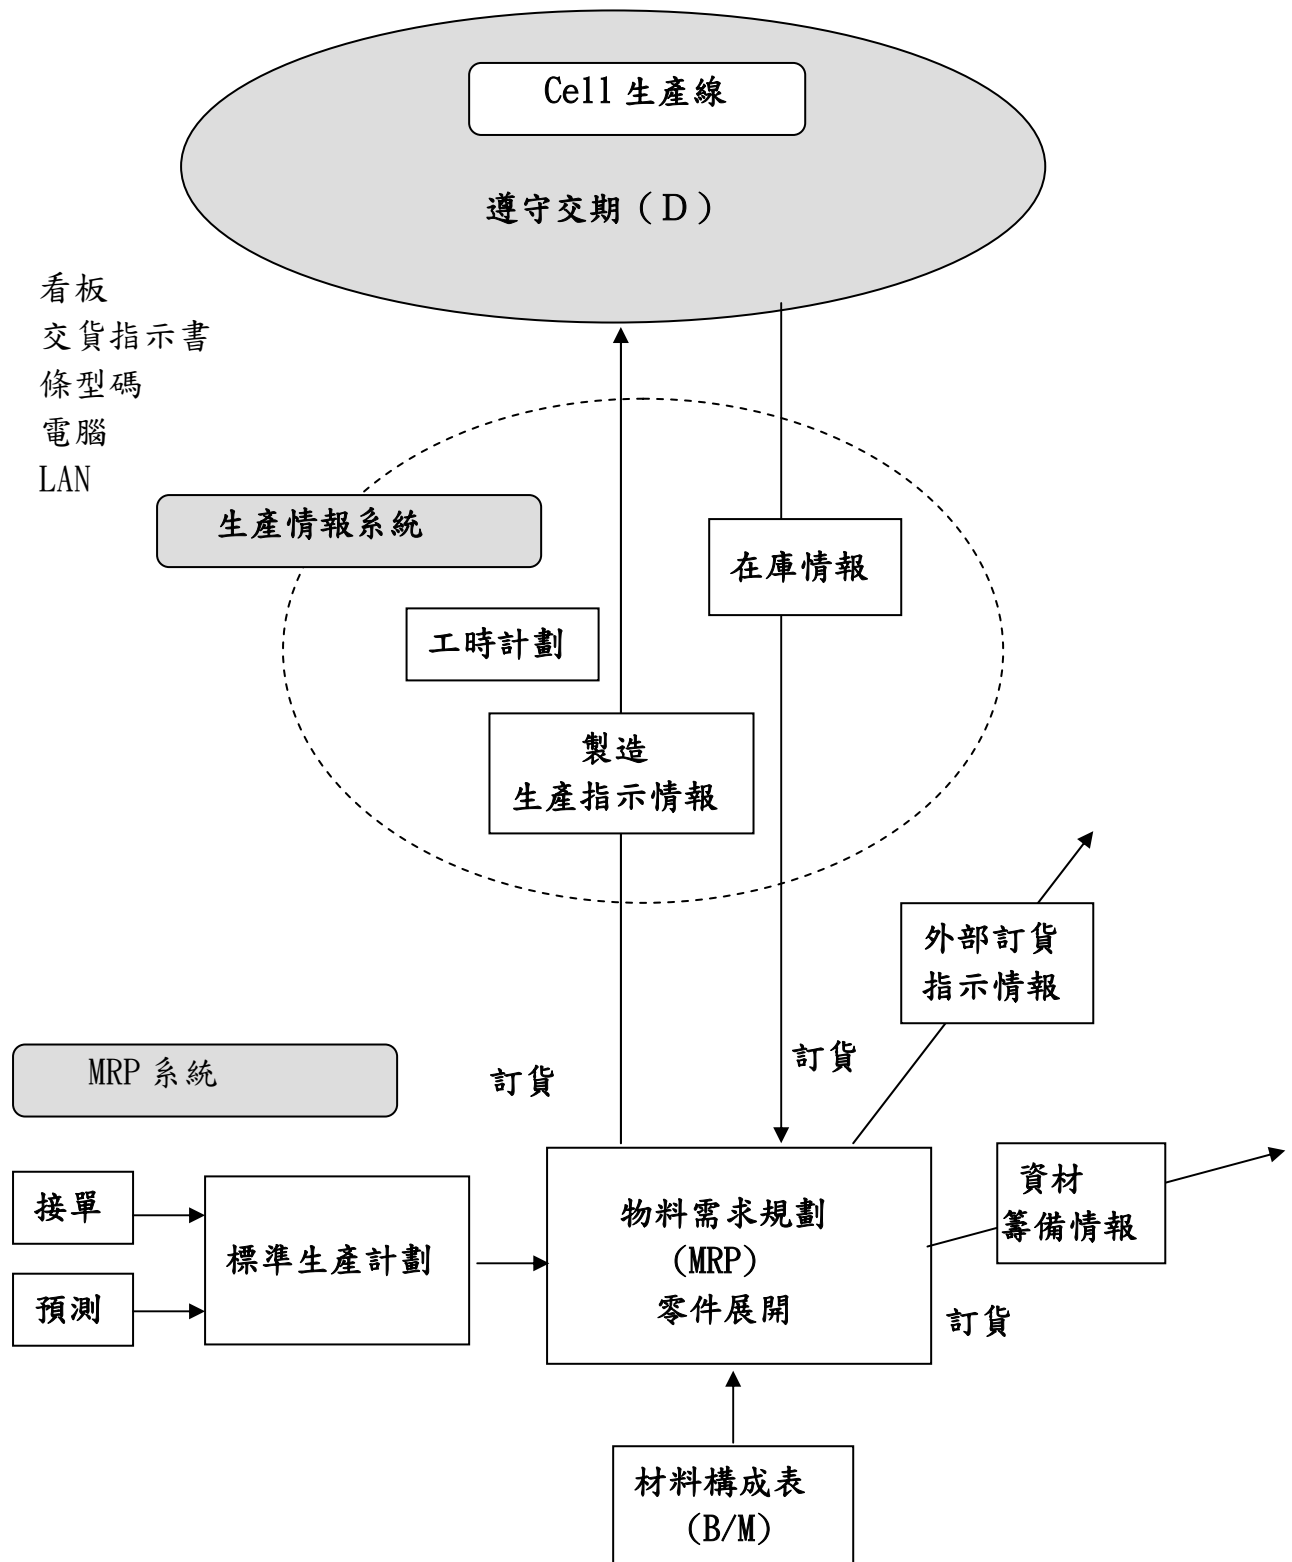 Cell 生產線
遵守交期（D）
看板
交貨指示書
條型碼
電腦
LAN
生產情報系統
在庫情報
工時計劃
製造
生產指示情報
外部訂貨
指示情報
MRP 系統
訂貨
訂貨
接單
預測
標準生產計劃
物料需求規劃
(MRP)
零件展開
資材
籌備情報
訂貨
材料構成表
(B/M)